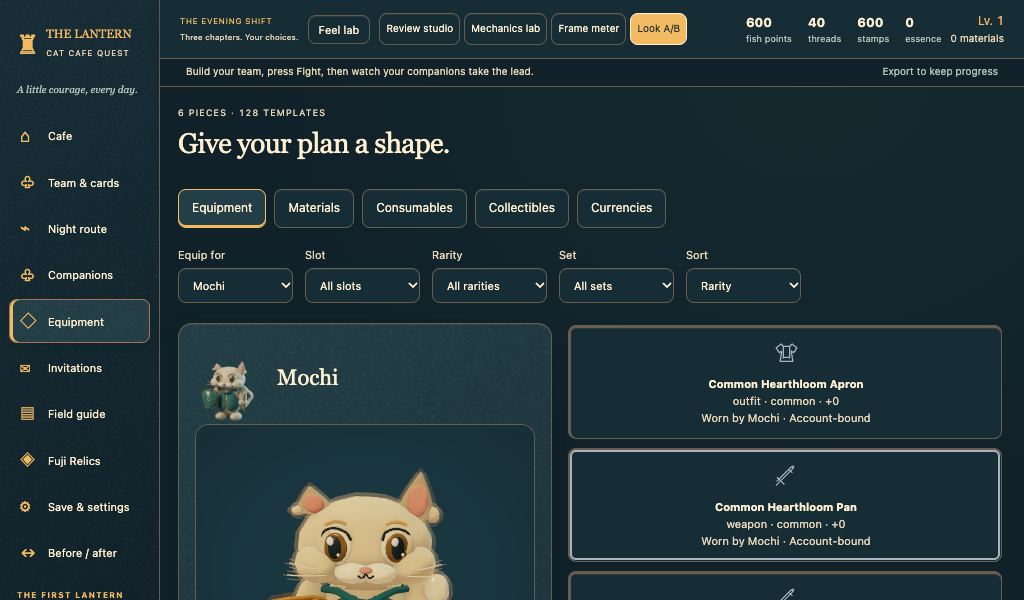 THE LANTERN
CAT CAFE QUEST
A little courage, every day.
Cafe
Team & cards
Night route
Companions
Equipment
Invitations
Field guide
Fuji Relics
Save & settings
Before / after
THE FIRST LANTERN
THE EVENING SHIFT
Three chapters. Your choices.
Feel lab
Review studio
Mechanics lab
Frame meter
Look A/B
600
fish points
40
threads
600
stamps
0
essence
Lv. 1
0 materials
Build your team, press Fight, then watch your companions take the lead.
Export to keep progress
6 PIECES · 128 TEMPLATES
Give your plan a shape.
Equipment
Materials
Consumables
Collectibles
Currencies
Equip for
Slot
Rarity
Set
Sort
Mochi
All slots
All rarities
All sets
Rarity
Mochi
Common Hearthloom Apron
outfit · common · +0
Worn by Mochi · Account-bound
Common Hearthloom Pan
weapon · common · +0
Worn by Mochi · Account-bound